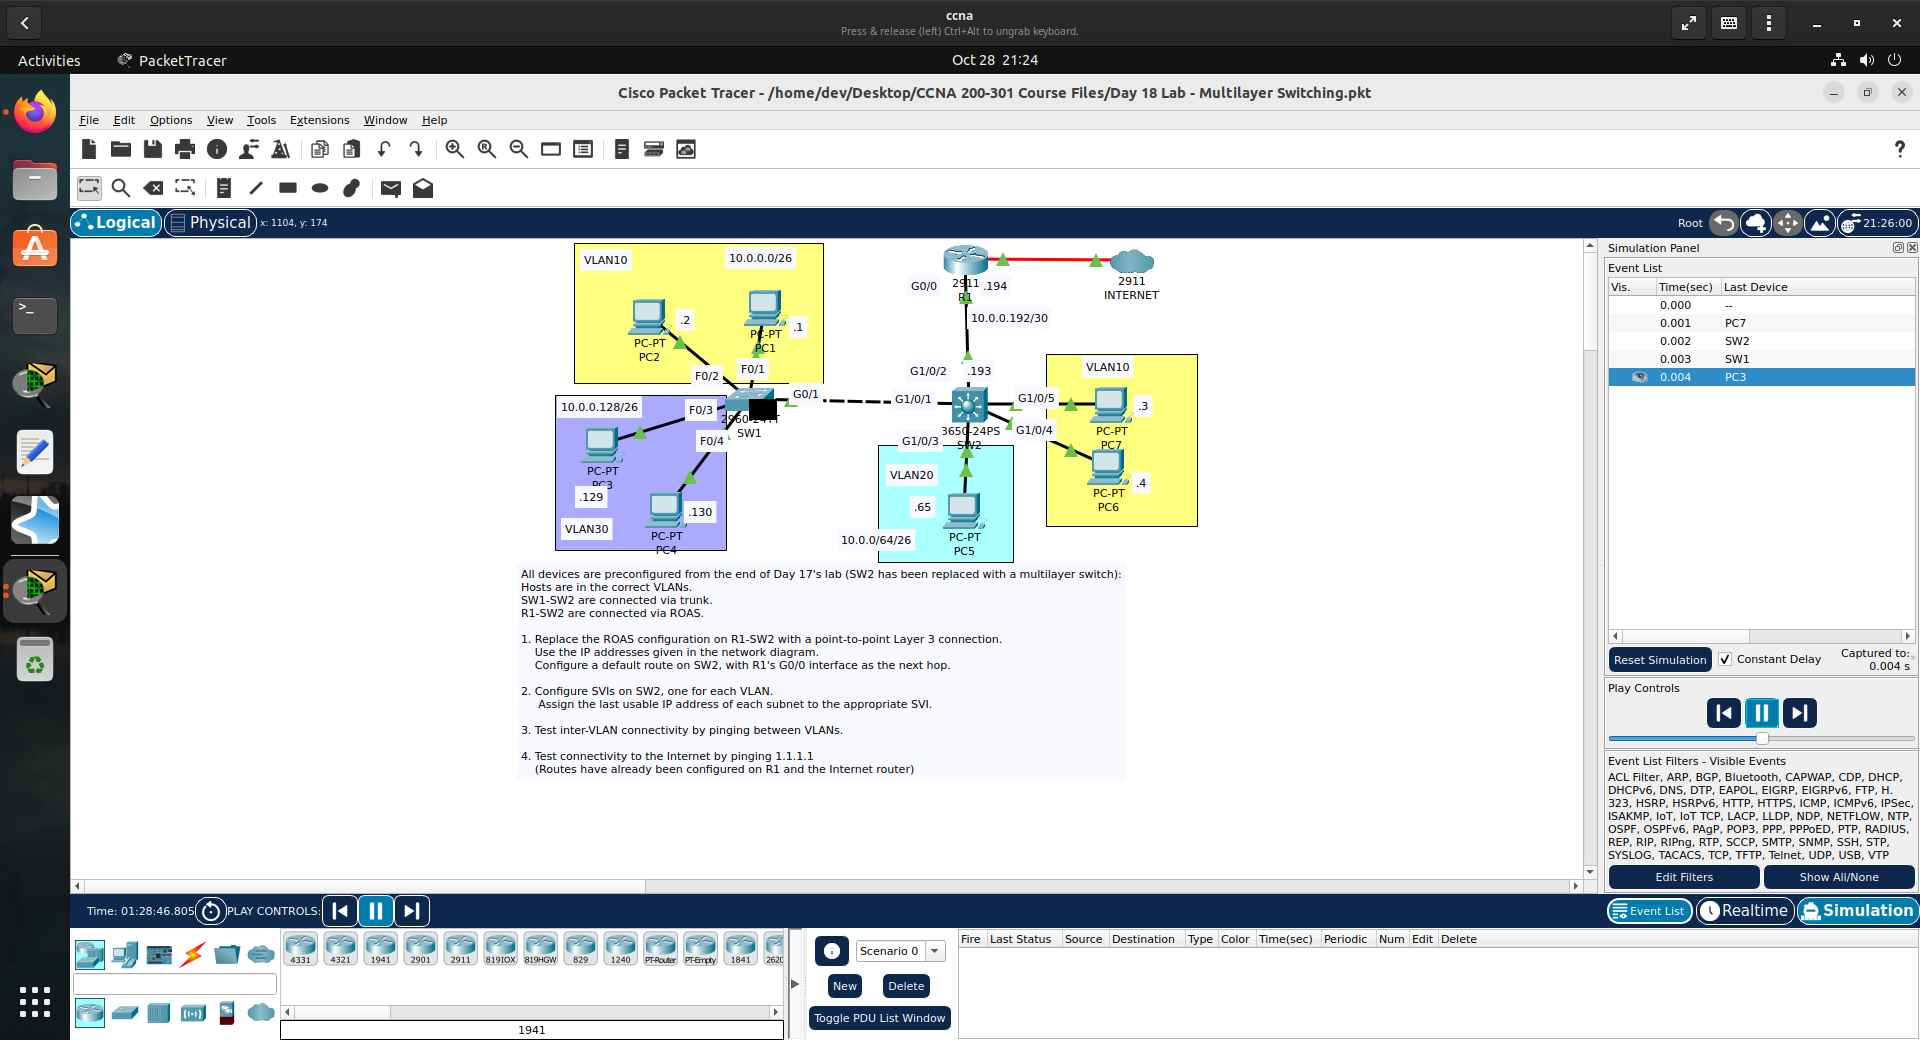 ccna
Press & release (left) Ctrl+Alt to ungrab keyboard.
Activities
PacketTracer
Oct 28 21:24
Cisco Packet Tracer - /home/dev/Desktop/CCNA 200-301 Course Files/Day 18 Lab - Multilayer Switching.pkt
File Edit Options View Tools Extensions Window Help
?
Logical
Physical
x: 1104, y: 174
Root
21:26:00
VLAN10
10.0.0.0/26
.2
.1
PC-PT
PC2
PC-PT
PC1
F0/2
F0/1
10.0.0.128/26
F0/3
F0/4
G0/1
SW1
PC-PT
PC3
.129
VLAN30
.130
PC-PT
PC4
G0/0
2911
R1
.194
2911
INTERNET
10.0.0.192/30
G1/0/2
.193
G1/0/1
3650-24PS
SW2
G1/0/5
G1/0/4
G1/0/3
VLAN10
.3
PC-PT
PC7
.4
PC-PT
PC6
VLAN20
.65
10.0.0/64/26
PC-PT
PC5
All devices are preconfigured from the end of Day 17's lab (SW2 has been replaced with a multilayer switch):
Hosts are in the correct VLANs.
SW1-SW2 are connected via trunk.
R1-SW2 are connected via ROAS.
1. Replace the ROAS configuration on R1-SW2 with a point-to-point Layer 3 connection.
Use the IP addresses given in the network diagram.
Configure a default route on SW2, with R1's G0/0 interface as the next hop.
2. Configure SVIs on SW2, one for each VLAN.
Assign the last usable IP address of each subnet to the appropriate SVI.
3. Test inter-VLAN connectivity by pinging between VLANs.
4. Test connectivity to the Internet by pinging 1.1.1.1
(Routes have already been configured on R1 and the Internet router)
Simulation Panel
Event List
Vis. Time(sec) Last Device
0.000 --
0.001 PC7
0.002 SW2
0.003 SW1
0.004 PC3
Reset Simulation
Constant Delay
Captured to:
0.004 s
Play Controls
Event List Filters - Visible Events
ACL Filter, ARP, BGP, Bluetooth, CAPWAP, CDP, DHCP,
DHCPv6, DNS, DTP, EAPOL, EIGRP, EIGRPv6, FTP, H.
323, HSRP, HSRPv6, HTTP, HTTPS, ICMP, ICMPv6, IPSec,
ISAKMP, IoT, IoT TCP, LACP, LLDP, NDP, NETFLOW, NTP,
OSPF, OSPFv6, PAgP, POP3, PPP, PPPoED, PTP, RADIUS,
REP, RIP, RIPng, RTP, SCCP, SMTP, SNMP, SSH, STP,
SYSLOG, TACACS, TCP, TFTP, Telnet, UDP, USB, VTP
Edit Filters
Show All/None
Time: 01:28:46.805
PLAY CONTROLS:
Event List
Realtime
Simulation
4331 4321 1941 2901 2911 819IOX 819HGW 829 1240 PT-Router PT-Empty 1841 2620
1941
Scenario 0
New
Delete
Toggle PDU List Window
Fire Last Status Source Destination Type Color Time(sec) Periodic Num Edit Delete